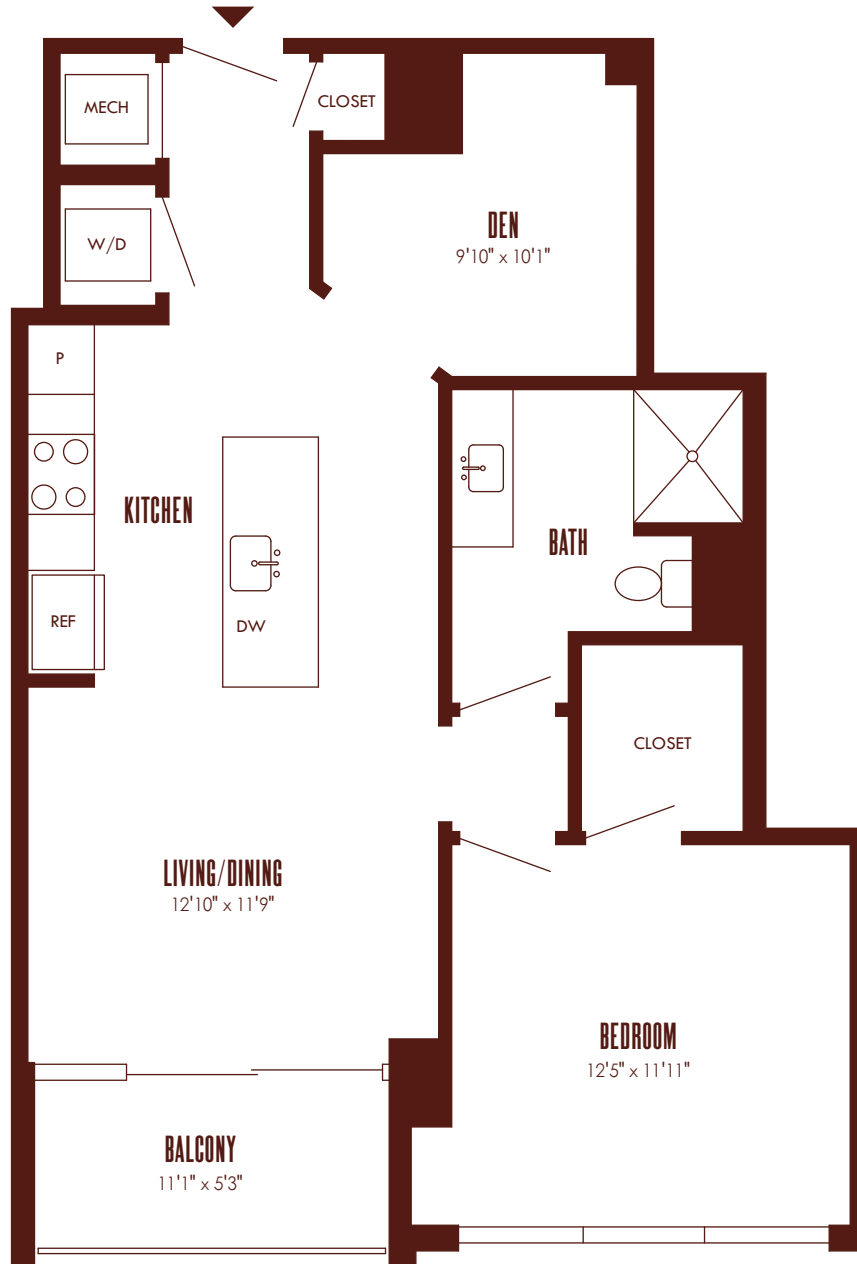 MECH
CLOSET
W/D
DEN
9'10" x 10'1"
P
KITCHEN
BATH
REF
DW
CLOSET
LIVING/DINING
12'10" x 11'9"
BEDROOM
12'5" x 11'11"
BALCONY
11'1" x 5'3"